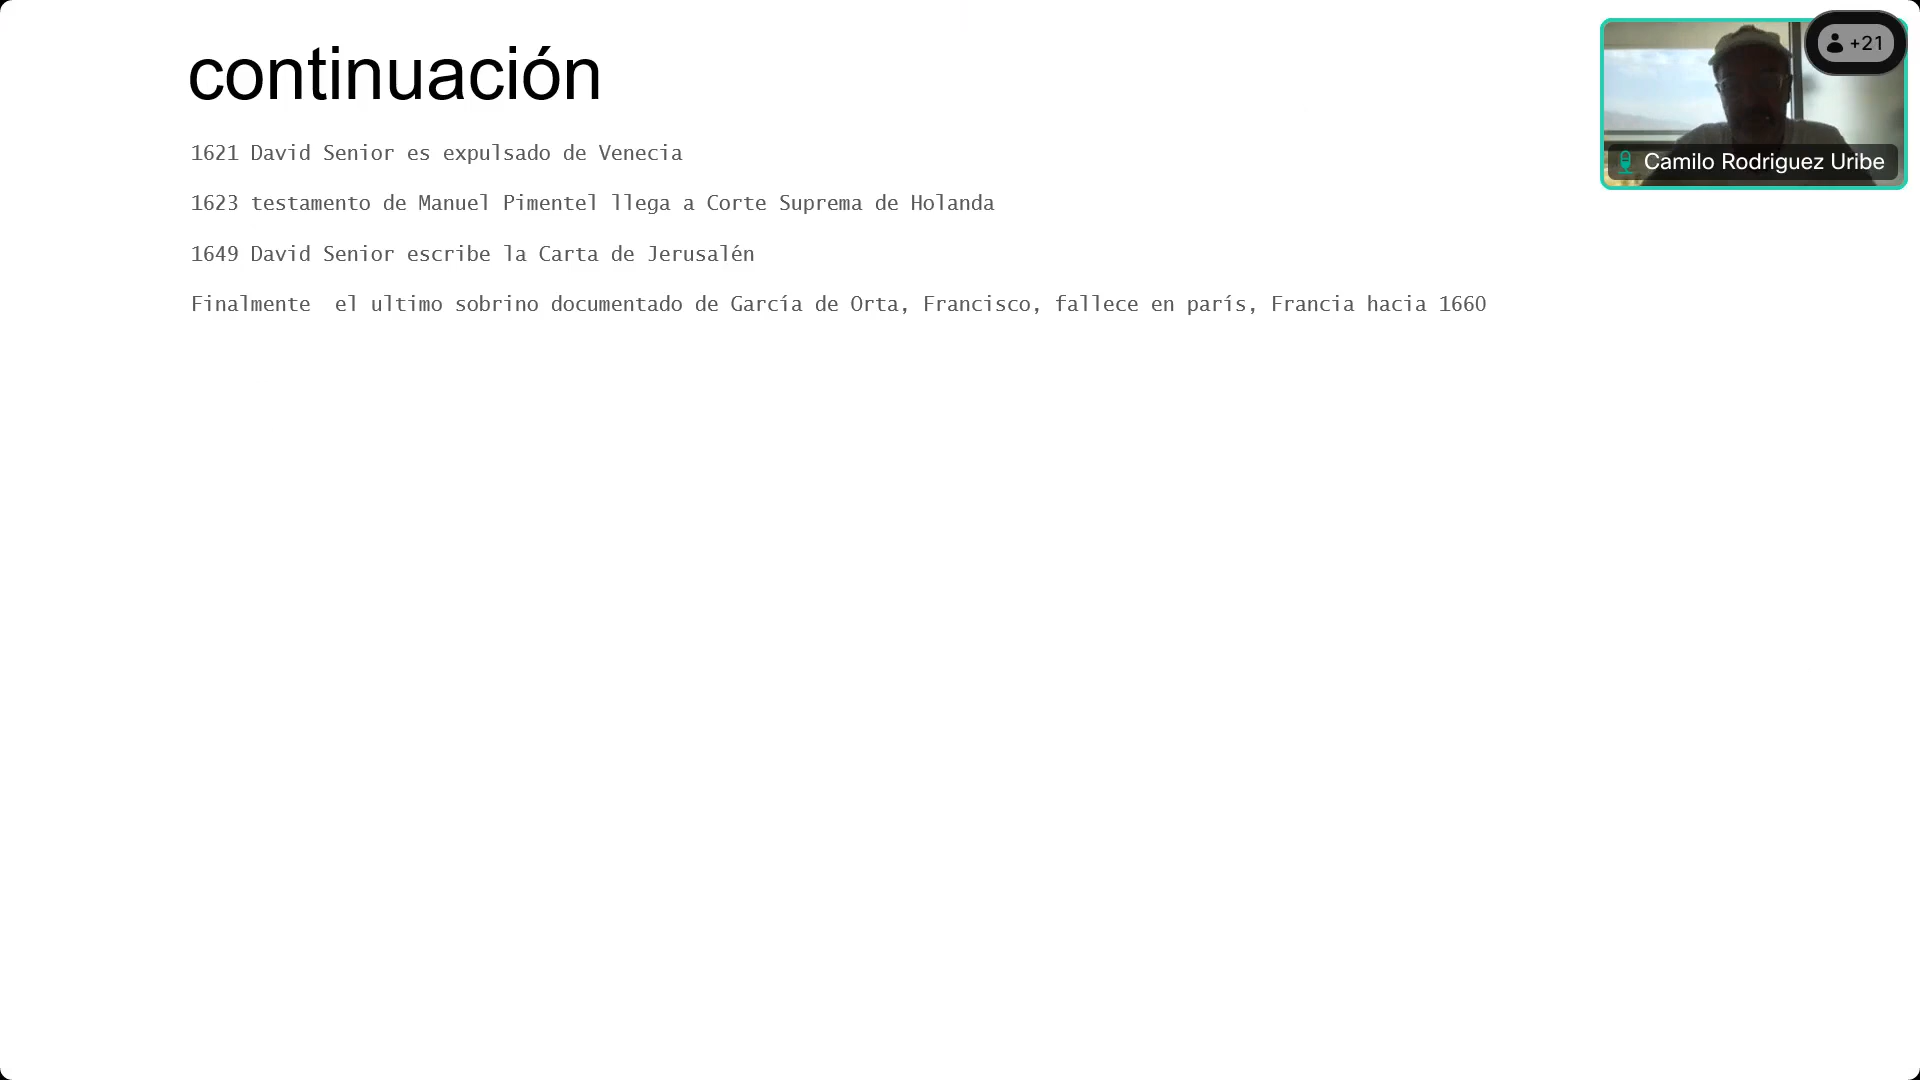 continuación
+21
Camilo Rodriguez Uribe
1621 David Senior es expulsado de Venecia
1623 testamento de Manuel Pimentel llega a Corte Suprema de Holanda
1649 David Senior escribe la Carta de Jerusalén
Finalmente  el ultimo sobrino documentado de García de Orta, Francisco, fallece en parís, Francia hacia 1660